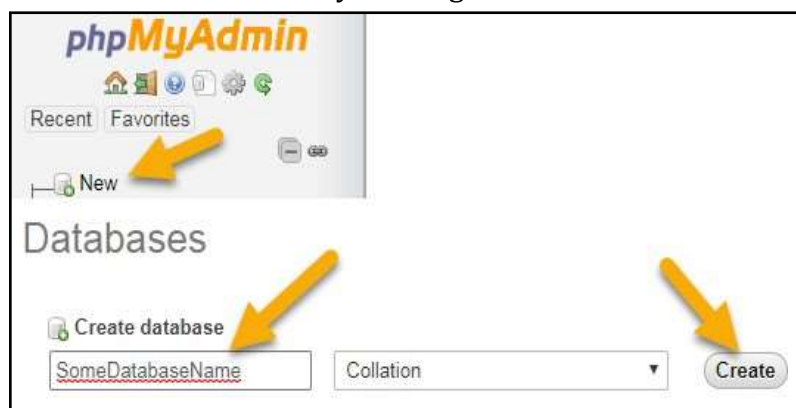 phpMyAdmin
Recent Favorites
New
Databases
Create database
SomeDatabaseName Collation Create